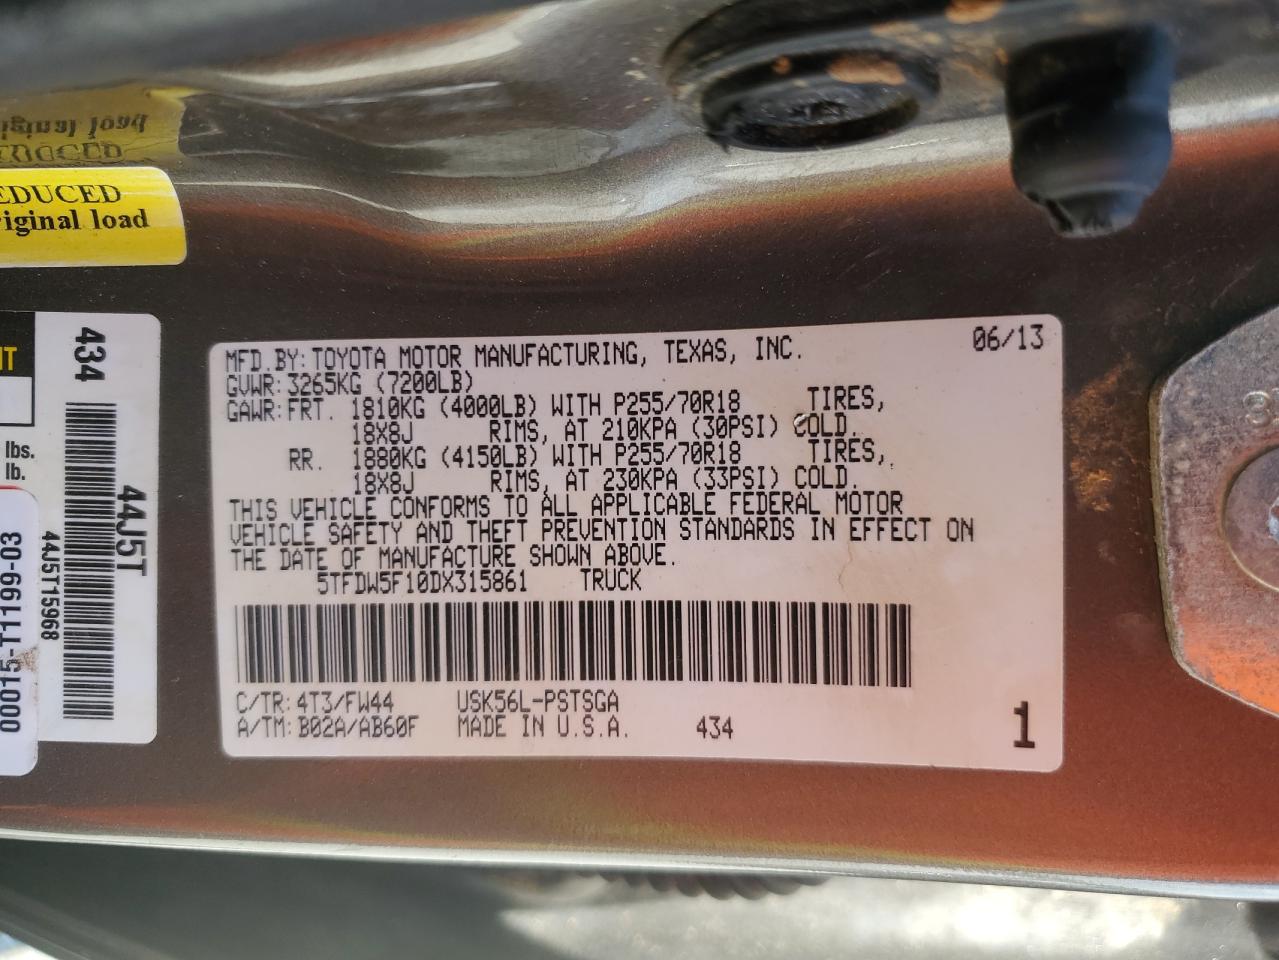 EDUCED
riginal load
434
44J5T
44J5T15968
00015-T1199-03
lbs.
lb.
MFD.BY:TOYOTA MOTOR MANUFACTURING, TEXAS, INC. 06/13
GVWR:3265KG (7200LB)
GAWR:FRT. 1810KG (4000LB) WITH P255/70R18 TIRES,
18X8J RIMS, AT 210KPA (30PSI) COLD.
RR. 1880KG (4150LB) WITH P255/70R18 TIRES,
18X8J RIMS, AT 230KPA (33PSI) COLD.
THIS VEHICLE CONFORMS TO ALL APPLICABLE FEDERAL MOTOR
VEHICLE SAFETY AND THEFT PREVENTION STANDARDS IN EFFECT ON
THE DATE OF MANUFACTURE SHOWN ABOVE.
5TFDW5F10DX315861 TRUCK
C/TR:4T3/FW44 USK56L-PSTSGA
A/TM:B02A/AB60F MADE IN U.S.A. 434
1